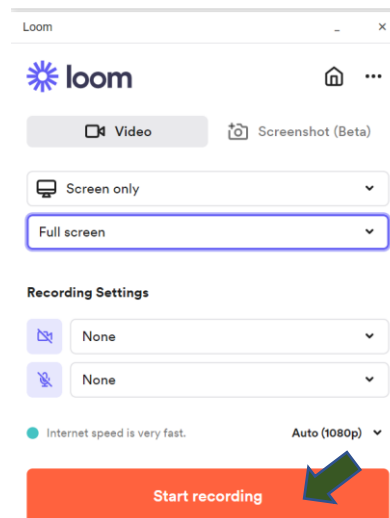 Loom
loom
Video Screenshot (Beta)
Screen only
Full screen
Recording Settings
None
None
Internet speed is very fast. Auto (1080p)
Start recording